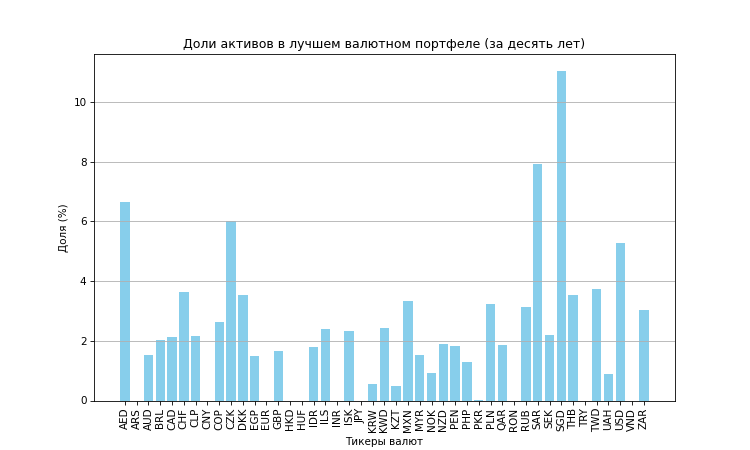 Доли активов в лучшем валютном портфеле (за десять лет)
Доля (%)
10
8
6
4
2
0
AED ARS AUD BRL CAD CHF CLP CNY COP CZK DKK EGP EUR GBP HKD HUF IDR ILS INR ISK JPY KRW KWD KZT MXN MYR NOK NZD PEN PHP PKR PLN QAR RON RUB SAR SEK SGD THB TRY TWD UAH USD VND ZAR
Тикеры валют